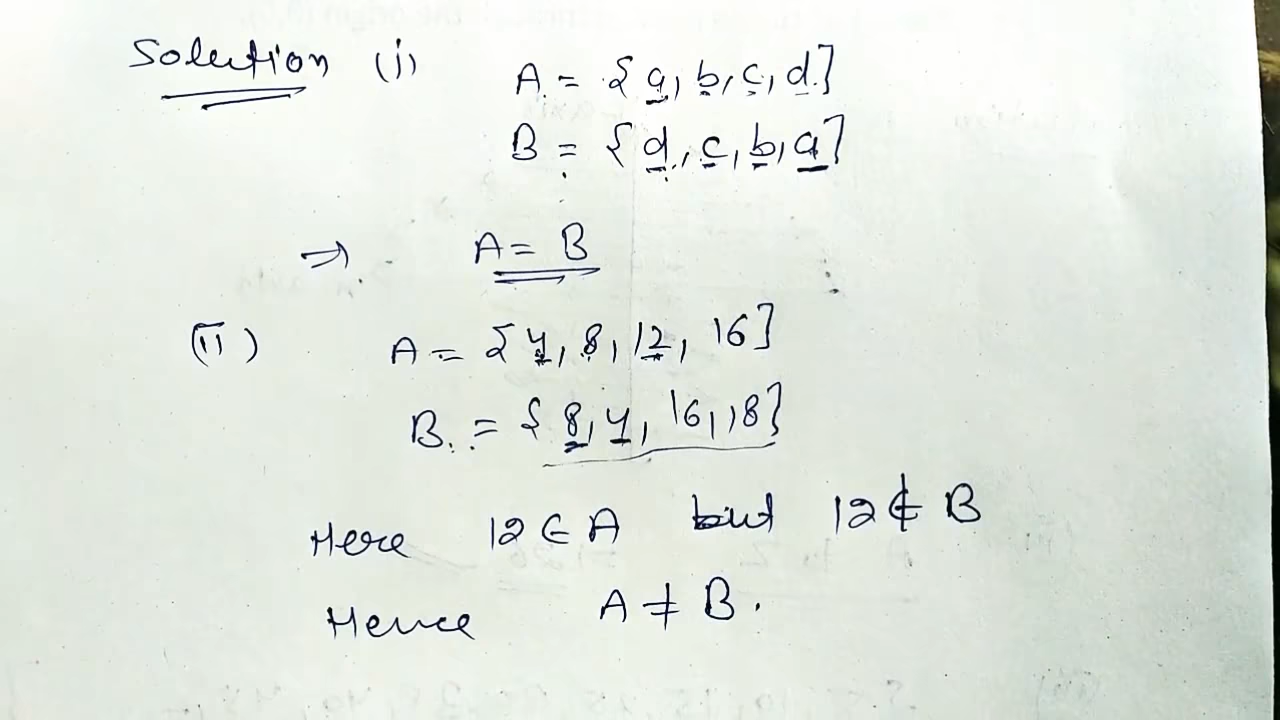 Solution (i) A = {a, b, c, d}
B = {d, c, b, a}
⇒ A = B
(ii) A = {4, 8, 12, 16}
B = {8, 4, 16, 18}
Here 12 ∈ A but 12 ∉ B
Hence A ≠ B.